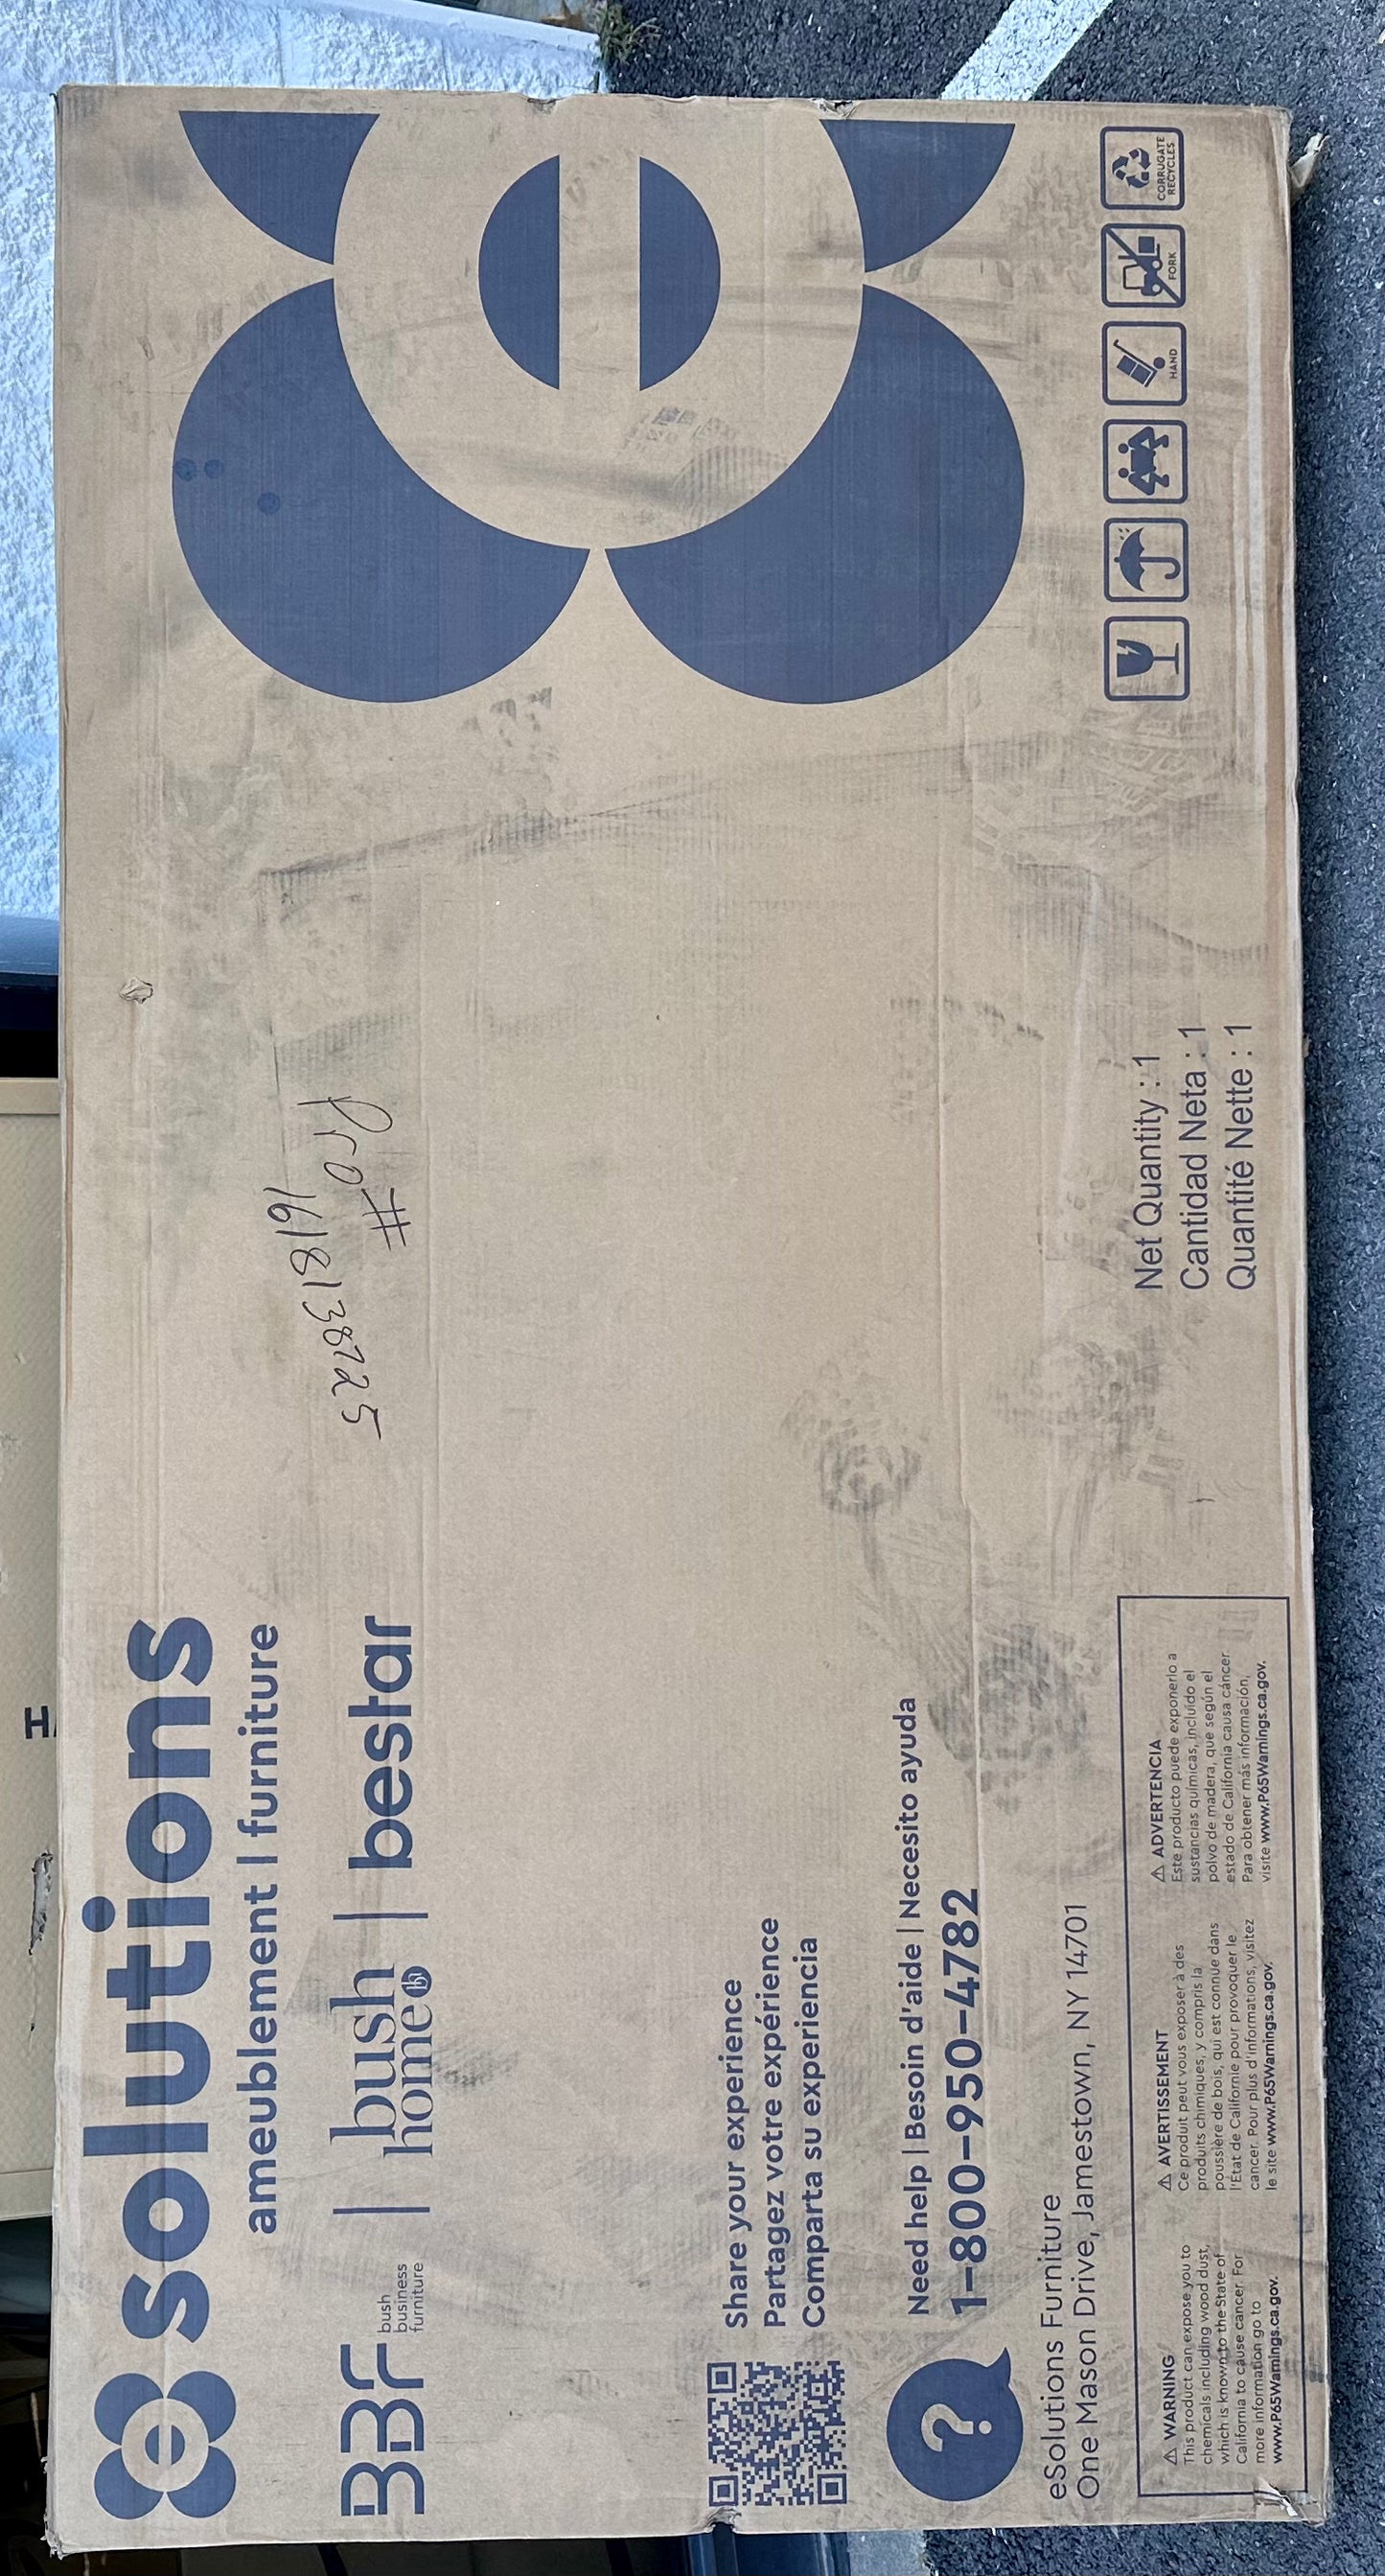 esolutions
ameublement | furniture
BBF bush business furniture | bush home bh | bestar
Pro #
1618138725
Share your experience
Partagez votre expérience
Comparta su experiencia
Need help | Besoin d'aide | Necesito ayuda
1-800-950-4782
eSolutions Furniture
One Mason Drive, Jamestown, NY 14701
Net Quantity : 1
Cantidad Neta : 1
Quantité Nette : 1
⚠ WARNING
This product can expose you to
chemicals including wood dust,
which is known to the State of
California to cause cancer. For
more information go to
www.P65Warnings.ca.gov.
⚠ AVERTISSEMENT
Ce produit peut vous exposer à des
produits chimiques, y compris la
poussière de bois, qui est connue dans
l'État de Californie pour provoquer le
cancer. Pour plus d'informations, visitez
le site www.P65Warnings.ca.gov.
⚠ ADVERTENCIA
Este producto puede exponerlo a
sustancias químicas, incluido el
polvo de madera, que según el
estado de California causa cáncer.
Para obtener más información,
visite www.P65Warnings.ca.gov.
e
HAND
FORK
CORRUGATE
RECYCLES
H